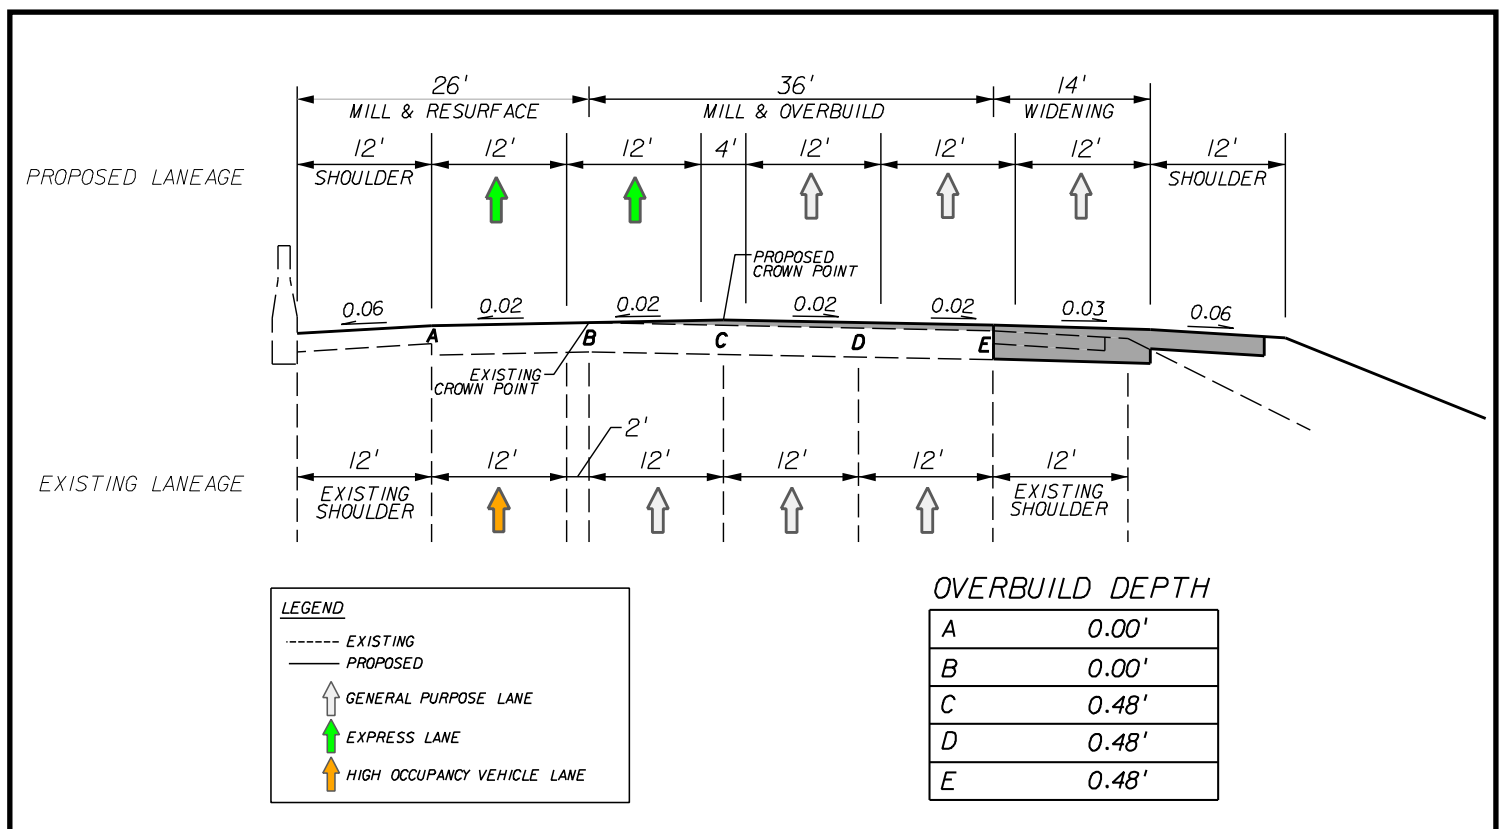 26' 36' 14'
MILL & RESURFACE MILL & OVERBUILD WIDENING
12' 12' 12' 4' 12' 12' 12' 12'
PROPOSED LANEAGE SHOULDER SHOULDER
PROPOSED
CROWN POINT
0.06 0.02 0.02 0.02 0.02 0.03 0.06
A B C D E
EXISTING
CROWN POINT
2'
12' 12' 12' 12' 12' 12'
EXISTING LANEAGE
EXISTING
SHOULDER
EXISTING
SHOULDER
LEGEND
EXISTING
PROPOSED
GENERAL PURPOSE LANE
EXPRESS LANE
HIGH OCCUPANCY VEHICLE LANE
OVERBUILD DEPTH
A 0.00'
B 0.00'
C 0.48'
D 0.48'
E 0.48'